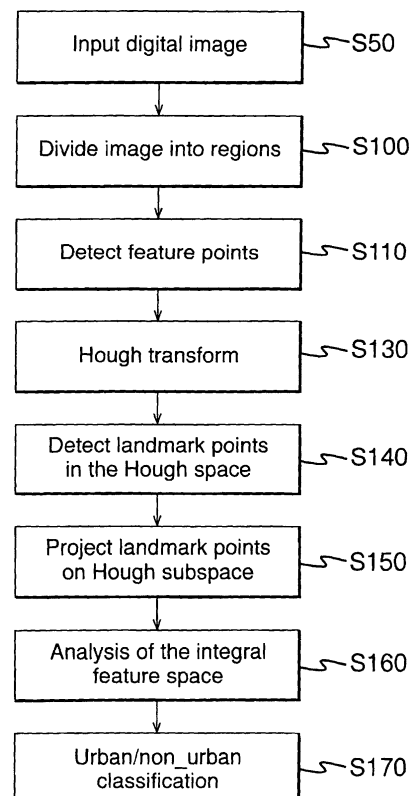 Input digital image
S50
Divide image into regions
S100
Detect feature points
S110
Hough transform
S130
Detect landmark points
in the Hough space
S140
Project landmark points
on Hough subspace
S150
Analysis of the integral
feature space
S160
Urban/non_urban
classification
S170